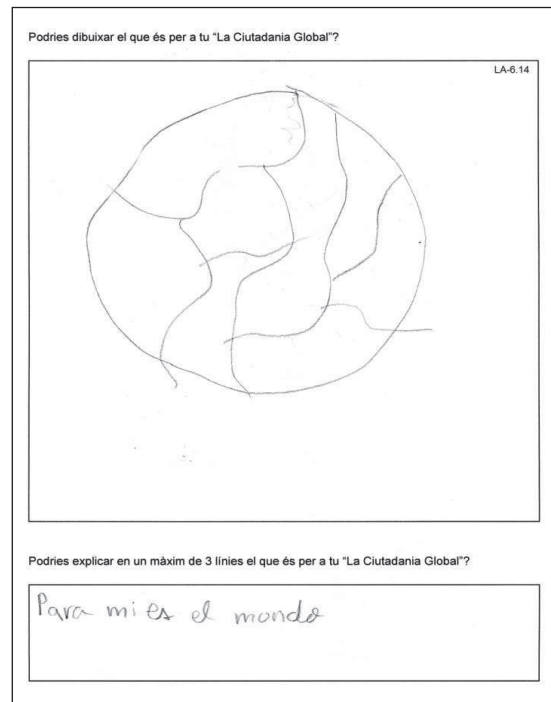 Podries dibuixar el que és per a tu “La Ciutadania Global”?
LA-6.14
Podries explicar en un màxim de 3 línies el que és per a tu “La Ciutadania Global”?
Para mi es el mondo